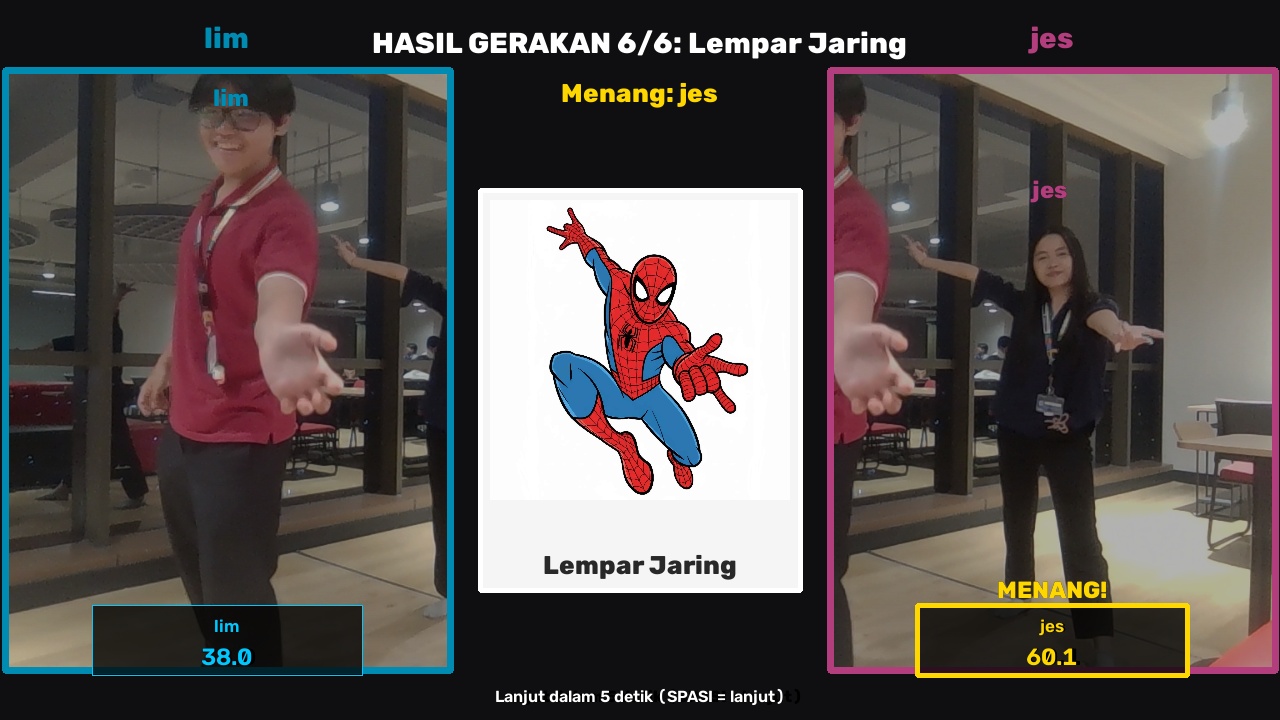 lim
HASIL GERAKAN 6/6: Lempar Jaring
jes
lim
Menang: jes
jes
Lempar Jaring
MENANG!
lim
38.0
jes
60.1
Lanjut dalam 5 detik (SPASI = lanjut)